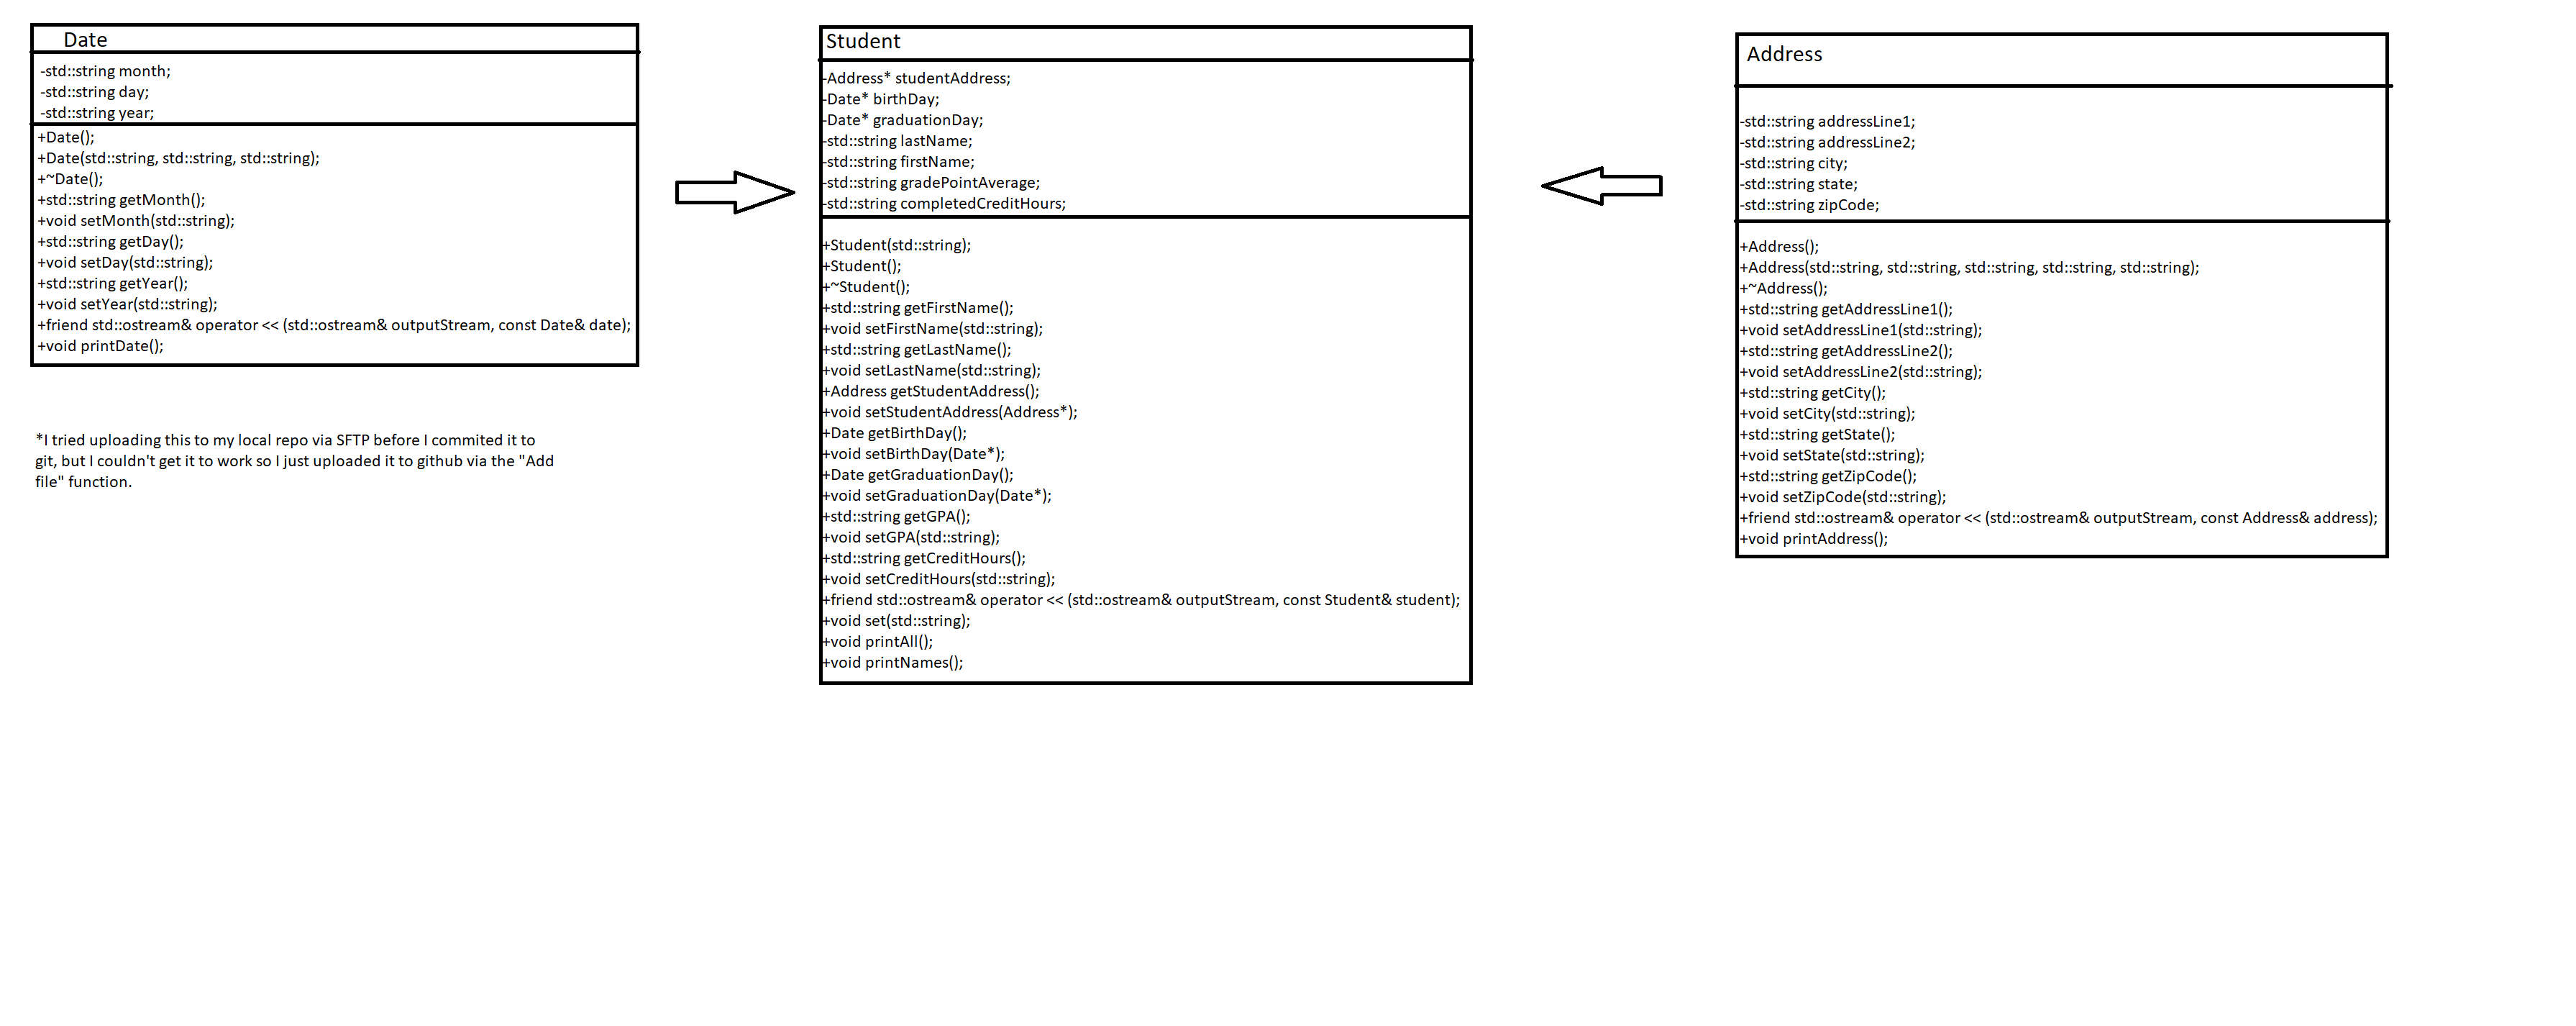 Date
-std::string month;
-std::string day;
-std::string year;
+Date();
+Date(std::string, std::string, std::string);
+~Date();
+std::string getMonth();
+void setMonth(std::string);
+std::string getDay();
+void setDay(std::string);
+std::string getYear();
+void setYear(std::string);
+friend std::ostream& operator << (std::ostream& outputStream, const Date& date);
+void printDate();
*I tried uploading this to my local repo via SFTP before I commited it to
git, but I couldn't get it to work so I just uploaded it to github via the "Add
file" function.
Student
-Address* studentAddress;
-Date* birthDay;
-Date* graduationDay;
-std::string lastName;
-std::string firstName;
-std::string gradePointAverage;
-std::string completedCreditHours;
+Student(std::string);
+Student();
+~Student();
+std::string getFirstName();
+void setFirstName(std::string);
+std::string getLastName();
+void setLastName(std::string);
+Address getStudentAddress();
+void setStudentAddress(Address*);
+Date getBirthDay();
+void setBirthDay(Date*);
+Date getGraduationDay();
+void setGraduationDay(Date*);
+std::string getGPA();
+void setGPA(std::string);
+std::string getCreditHours();
+void setCreditHours(std::string);
+friend std::ostream& operator << (std::ostream& outputStream, const Student& student);
+void set(std::string);
+void printAll();
+void printNames();
Address
-std::string addressLine1;
-std::string addressLine2;
-std::string city;
-std::string state;
-std::string zipCode;
+Address();
+Address(std::string, std::string, std::string, std::string, std::string);
+~Address();
+std::string getAddressLine1();
+void setAddressLine1(std::string);
+std::string getAddressLine2();
+void setAddressLine2(std::string);
+std::string getCity();
+void setCity(std::string);
+std::string getState();
+void setState(std::string);
+std::string getZipCode();
+void setZipCode(std::string);
+friend std::ostream& operator << (std::ostream& outputStream, const Address& address);
+void printAddress();